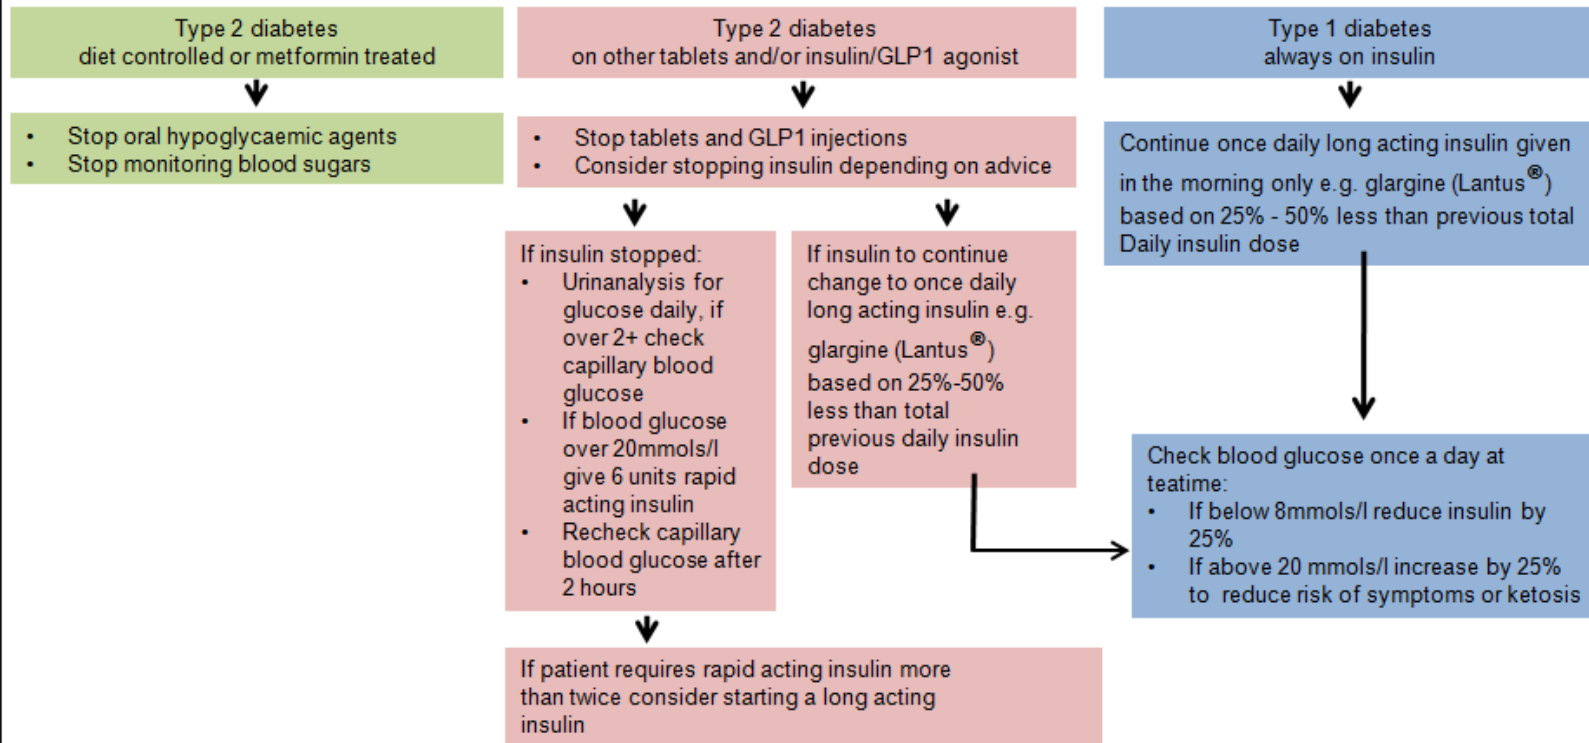 Type 2 diabetes
diet controlled or metformin treated
• Stop oral hypoglycaemic agents
• Stop monitoring blood sugars
Type 2 diabetes
on other tablets and/or insulin/GLP1 agonist
• Stop tablets and GLP1 injections
• Consider stopping insulin depending on advice
If insulin stopped:
• Urinanalysis for
glucose daily, if
over 2+ check
capillary blood
glucose
• If blood glucose
over 20mmols/l
give 6 units rapid
acting insulin
• Recheck capillary
blood glucose after
2 hours
If patient requires rapid acting insulin more
than twice consider starting a long acting
insulin
If insulin to continue
change to once daily
long acting insulin e.g.
glargine (Lantus®)
based on 25%-50%
less than total
previous daily insulin
dose
Type 1 diabetes
always on insulin
Continue once daily long acting insulin given
in the morning only e.g. glargine (Lantus®)
based on 25% - 50% less than previous total
Daily insulin dose
Check blood glucose once a day at
teatime:
• If below 8mmols/l reduce insulin by
25%
• If above 20 mmols/l increase by 25%
to reduce risk of symptoms or ketosis